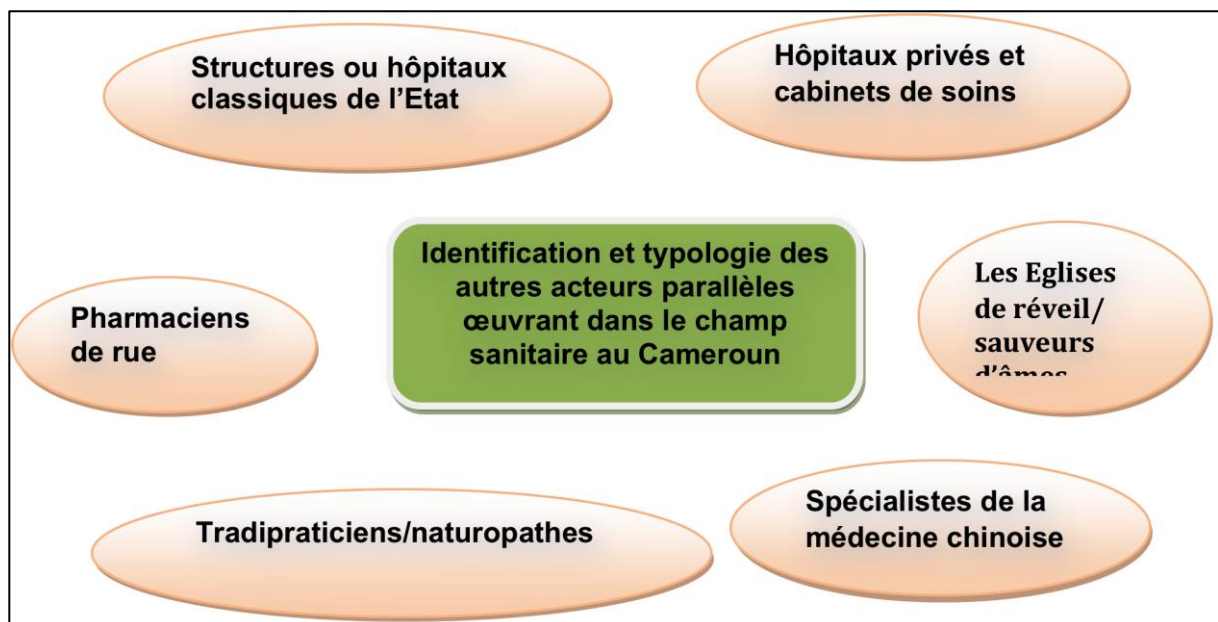 Structures ou hôpitaux
classiques de l'Etat
Hôpitaux privés et
cabinets de soins
Identification et typologie des
autres acteurs parallèles
œuvrant dans le champ
sanitaire au Cameroun
Pharmaciens
de rue
Les Eglises
de réveil/
sauveurs
d'âmes
Tradipraticiens/naturopathes
Spécialistes de la
médecine chinoise